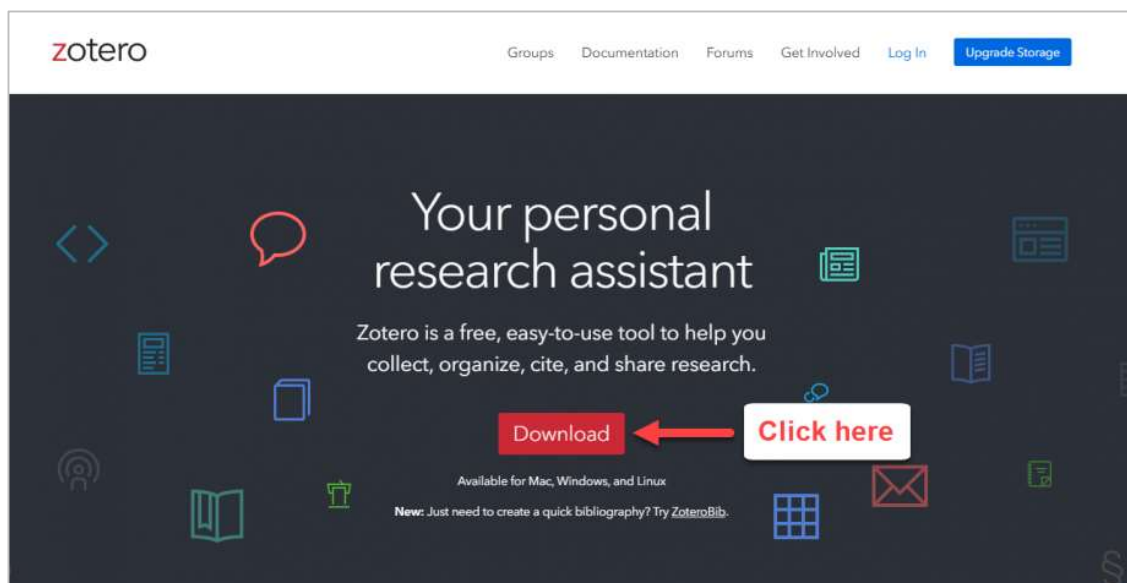 zotero
Groups Documentation Forums Get Involved Log In Upgrade Storage
Your personal
research assistant
Zotero is a free, easy-to-use tool to help you
collect, organize, cite, and share research.
Download
Click here
Available for Mac, Windows, and Linux
New: Just need to create a quick bibliography? Try ZoteroBib.
§